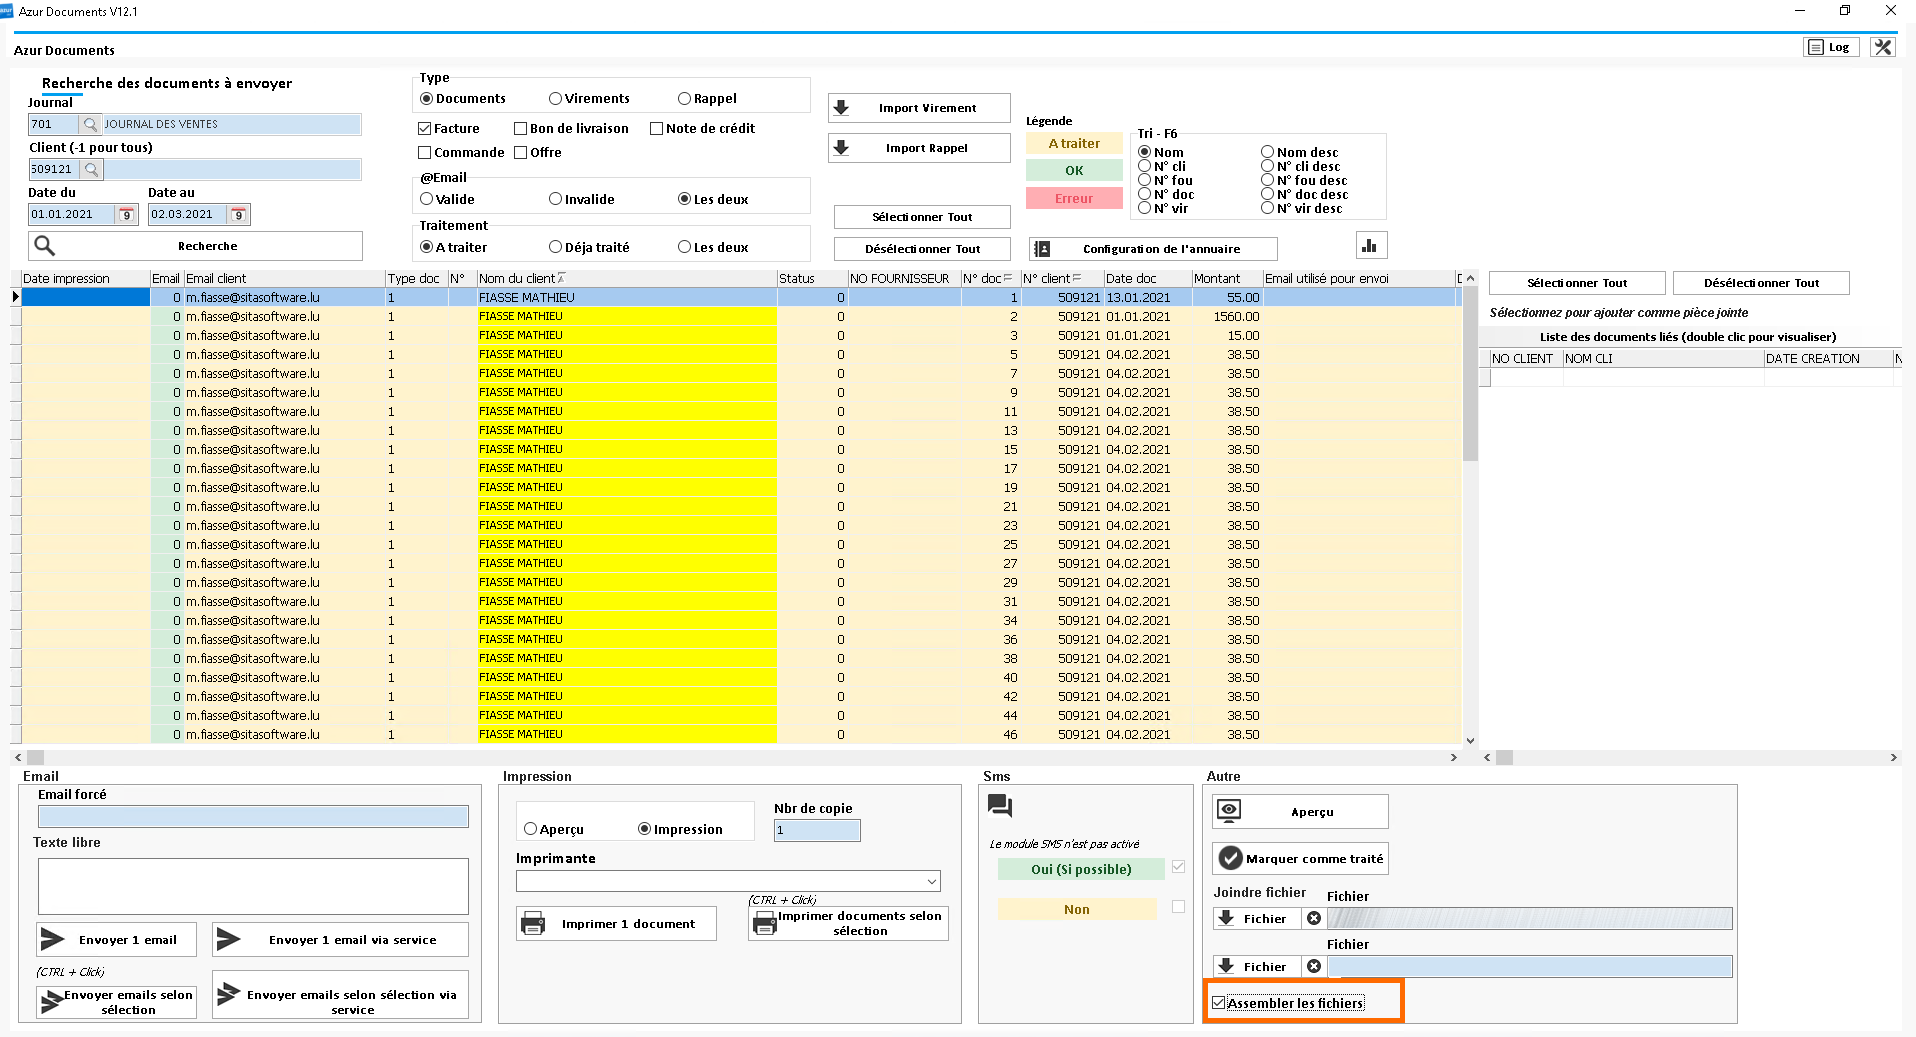 Azur Documents V12.1
Azur Documents
Log
Recherche des documents à envoyer
Journal
701 JOURNAL DES VENTES
Client (-1 pour tous)
509121
Date du Date au
01.01.2021 9 02.03.2021 9
Recherche
Type
Documents Virements Rappel
Facture Bon de livraison Note de crédit
Commande Offre
@Email
Valide Invalide Les deux
Traitement
A traiter Déja traité Les deux
Import Virement
Import Rappel
Sélectionner Tout
Désélectionner Tout
Légende
A traiter
OK
Erreur
Tri - F6
Nom Nom desc
N° cli N° cli desc
N° fou N° fou desc
N° doc N° doc desc
N° vir N° vir desc
Configuration de l'annuaire
Date impression Email Email client Type doc N° Nom du client Status NO FOURNISSEUR N° doc N° client Date doc Montant Email utilisé pour envoi
0 m.fiasse@sitasoftware.lu 1 FIASSE MATHIEU 0 1 509121 13.01.2021 55.00
0 m.fiasse@sitasoftware.lu 1 FIASSE MATHIEU 0 2 509121 01.01.2021 1560.00
0 m.fiasse@sitasoftware.lu 1 FIASSE MATHIEU 0 3 509121 01.01.2021 15.00
0 m.fiasse@sitasoftware.lu 1 FIASSE MATHIEU 0 5 509121 04.02.2021 38.50
0 m.fiasse@sitasoftware.lu 1 FIASSE MATHIEU 0 7 509121 04.02.2021 38.50
0 m.fiasse@sitasoftware.lu 1 FIASSE MATHIEU 0 9 509121 04.02.2021 38.50
0 m.fiasse@sitasoftware.lu 1 FIASSE MATHIEU 0 11 509121 04.02.2021 38.50
0 m.fiasse@sitasoftware.lu 1 FIASSE MATHIEU 0 13 509121 04.02.2021 38.50
0 m.fiasse@sitasoftware.lu 1 FIASSE MATHIEU 0 15 509121 04.02.2021 38.50
0 m.fiasse@sitasoftware.lu 1 FIASSE MATHIEU 0 17 509121 04.02.2021 38.50
0 m.fiasse@sitasoftware.lu 1 FIASSE MATHIEU 0 19 509121 04.02.2021 38.50
0 m.fiasse@sitasoftware.lu 1 FIASSE MATHIEU 0 21 509121 04.02.2021 38.50
0 m.fiasse@sitasoftware.lu 1 FIASSE MATHIEU 0 23 509121 04.02.2021 38.50
0 m.fiasse@sitasoftware.lu 1 FIASSE MATHIEU 0 25 509121 04.02.2021 38.50
0 m.fiasse@sitasoftware.lu 1 FIASSE MATHIEU 0 27 509121 04.02.2021 38.50
0 m.fiasse@sitasoftware.lu 1 FIASSE MATHIEU 0 29 509121 04.02.2021 38.50
0 m.fiasse@sitasoftware.lu 1 FIASSE MATHIEU 0 31 509121 04.02.2021 38.50
0 m.fiasse@sitasoftware.lu 1 FIASSE MATHIEU 0 34 509121 04.02.2021 38.50
0 m.fiasse@sitasoftware.lu 1 FIASSE MATHIEU 0 36 509121 04.02.2021 38.50
0 m.fiasse@sitasoftware.lu 1 FIASSE MATHIEU 0 38 509121 04.02.2021 38.50
0 m.fiasse@sitasoftware.lu 1 FIASSE MATHIEU 0 40 509121 04.02.2021 38.50
0 m.fiasse@sitasoftware.lu 1 FIASSE MATHIEU 0 42 509121 04.02.2021 38.50
0 m.fiasse@sitasoftware.lu 1 FIASSE MATHIEU 0 44 509121 04.02.2021 38.50
0 m.fiasse@sitasoftware.lu 1 FIASSE MATHIEU 0 46 509121 04.02.2021 38.50
Sélectionner Tout Désélectionner Tout
Sélectionnez pour ajouter comme pièce jointe
Liste des documents liés (double clic pour visualiser)
NO CLIENT NOM CLI DATE CREATION N
Email
Email forcé
Texte libre
Envoyer 1 email Envoyer 1 email via service
(CTRL + Click)
Envoyer emails selon
sélection
Envoyer emails selon sélection via
service
Impression
Aperçu Impression
Nbr de copie
1
Imprimante
(CTRL + Click)
Imprimer 1 document
Imprimer documents selon
sélection
Sms
Le module SMS n'est pas activé
Oui (Si possible)
Non
Autre
Aperçu
Marquer comme traité
Joindre fichier Fichier
Fichier
Fichier
Fichier
Assembler les fichiers